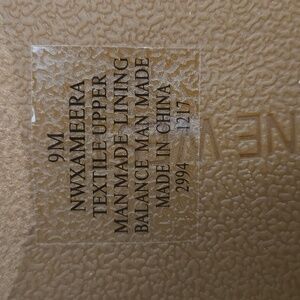 9M
NWXAMEERA
TEXTILE UPPER
MAN MADE LINING
BALANCE MAN MADE
MADE IN CHINA
2994 1217